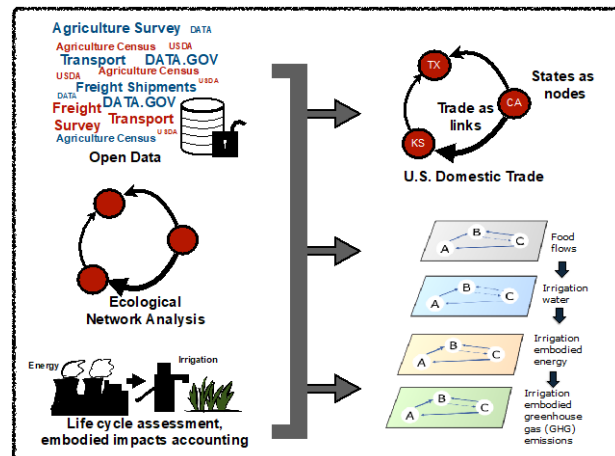 Agriculture Survey DATA
Agriculture Census USDA
Transport DATA.GOV
USDA Agriculture Census
Freight Shipments USDA
DATA DATA.GOV
Freight
Survey Transport
USDA
Agriculture Census
Open Data
TX
CA
KS
States as
nodes
Trade as
links
U.S. Domestic Trade
Ecological
Network Analysis
Energy
Irrigation
Life cycle assessment,
embodied impacts accounting
A B C
Food
flows
A B C
Irrigation
water
A B C
Irrigation
embodied
energy
A B C
Irrigation
embodied
greenhouse
gas (GHG)
emissions